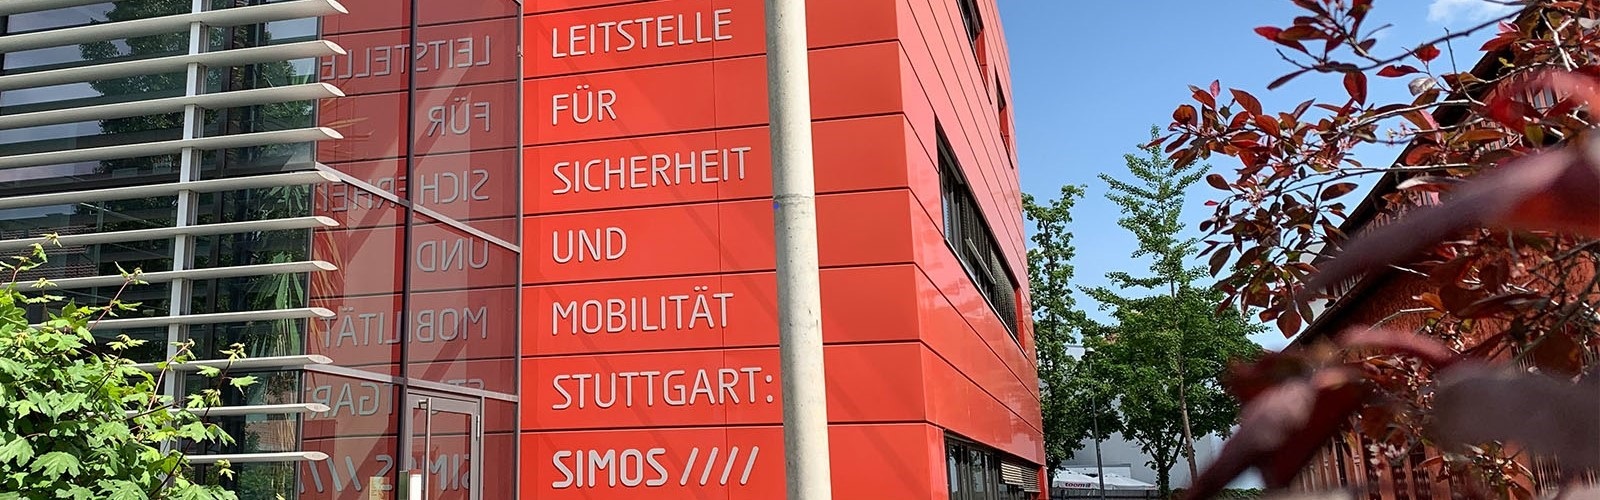 LEITSTELLE
FÜR
SICHERHEIT
UND
MOBILITÄT
STUTTGART:
SIMOS ////